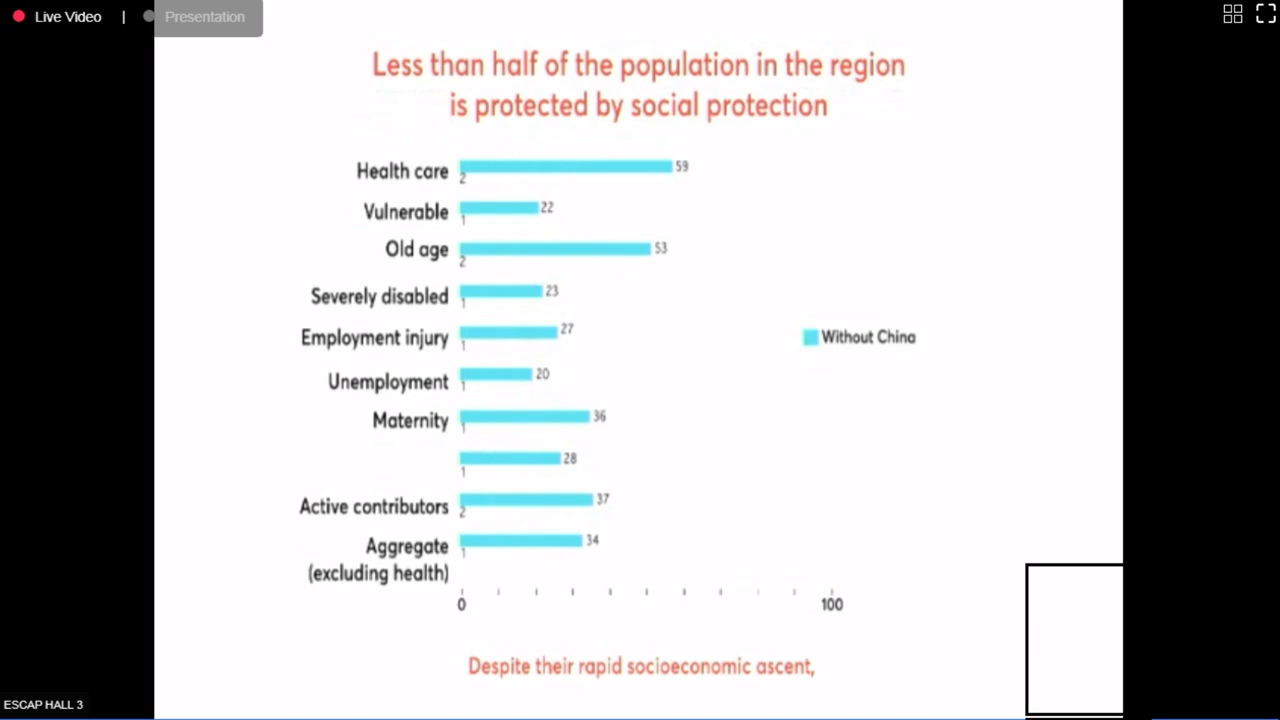 Live Video | Presentation
Less than half of the population in the region
is protected by social protection
Health care 59
2
Vulnerable 22
1
Old age 53
2
Severely disabled 23
1
Employment injury 27
1
Without China
Unemployment 20
1
Maternity 36
1
28
1
Active contributors 37
2
Aggregate 34
1
(excluding health)
0 100
Despite their rapid socioeconomic ascent,
ESCAP HALL 3